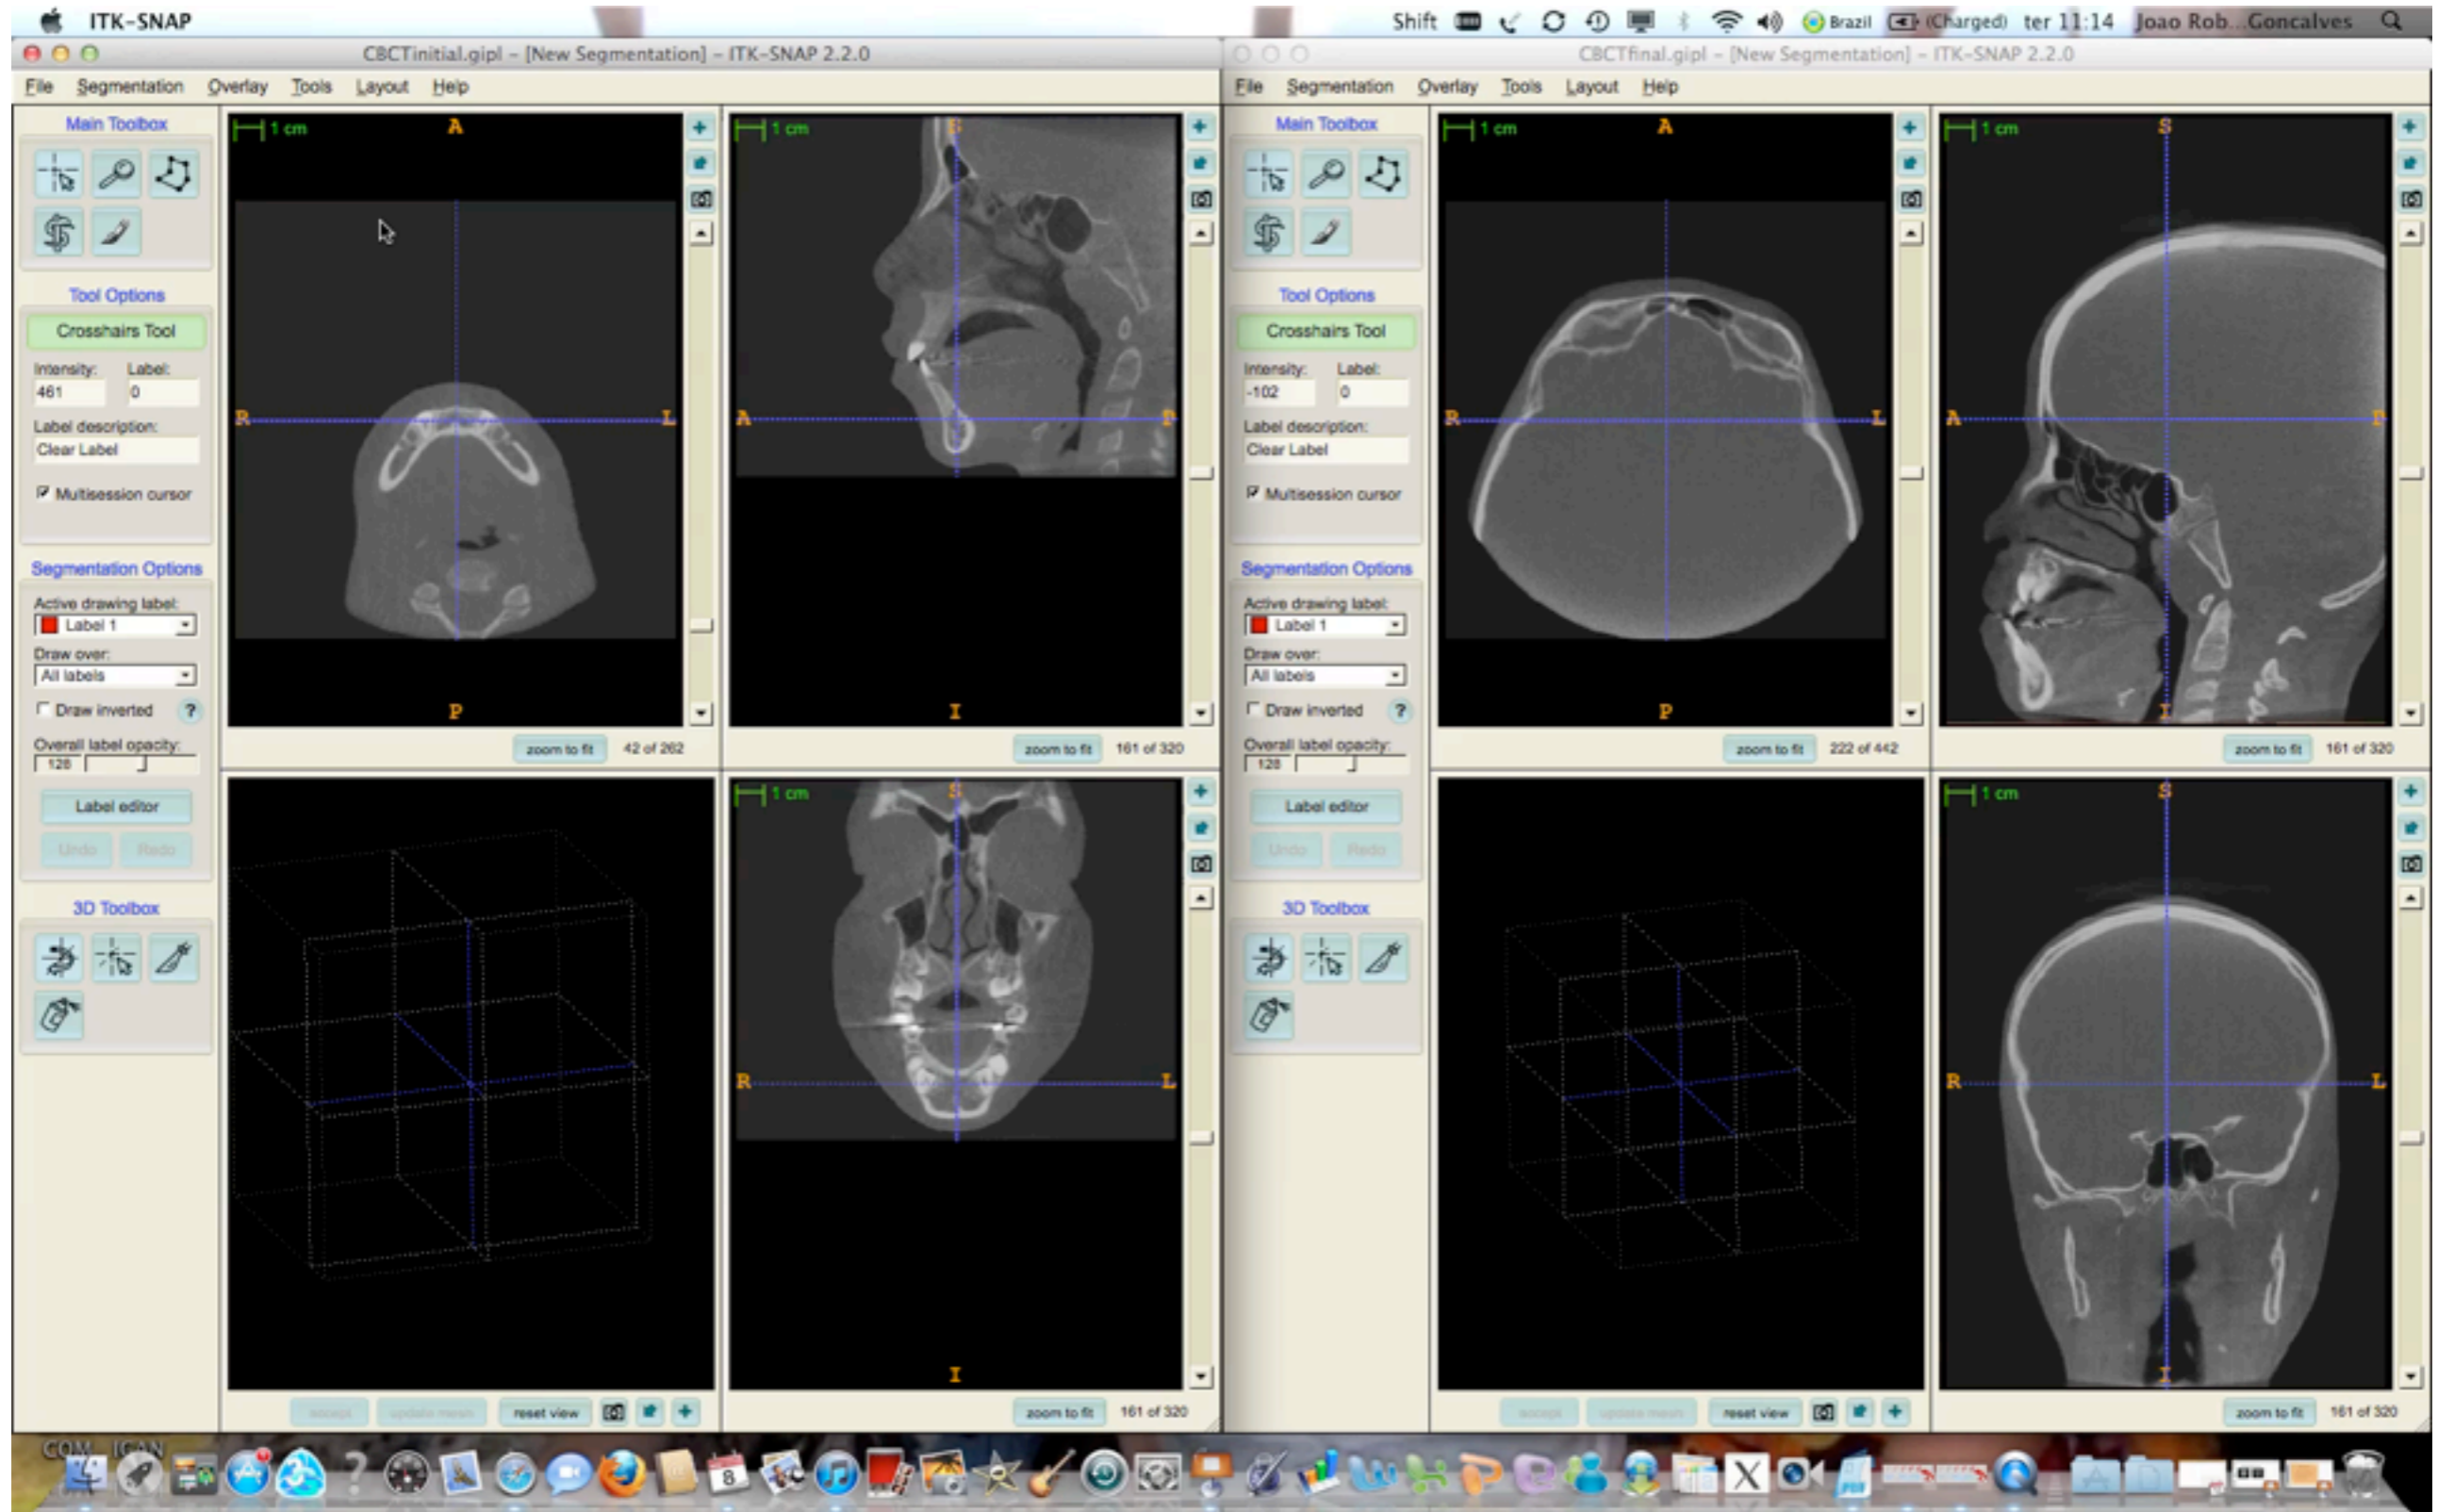 ITK-SNAP
Shift Brazil (Charged) ter 11:14 Joao Rob...Goncalves
CBCTinitial.gipl – [New Segmentation] – ITK-SNAP 2.2.0
File Segmentation Overlay Tools Layout Help
Main Toolbox
Tool Options
Crosshairs Tool
Intensity: Label:
461 0
Label description:
Clear Label
Multisession cursor
Segmentation Options
Active drawing label:
Label 1
Draw over:
All labels
Draw inverted ?
Overall label opacity:
128
Label editor
Undo Redo
3D Toolbox
1 cm A
R L
P
zoom to fit 42 of 262
1 cm S
A P
I
zoom to fit 161 of 320
accept update mesh reset view
1 cm S
R L
I
zoom to fit 161 of 320
CBCTfinal.gipl – [New Segmentation] – ITK-SNAP 2.2.0
File Segmentation Overlay Tools Layout Help
Main Toolbox
Tool Options
Crosshairs Tool
Intensity: Label:
-102 0
Label description:
Clear Label
Multisession cursor
Segmentation Options
Active drawing label:
Label 1
Draw over:
All labels
Draw inverted ?
Overall label opacity:
128
Label editor
Undo Redo
3D Toolbox
1 cm A
R L
P
zoom to fit 222 of 442
1 cm S
A P
I
zoom to fit 161 of 320
accept update mesh reset view
1 cm S
R L
I
zoom to fit 161 of 320
8